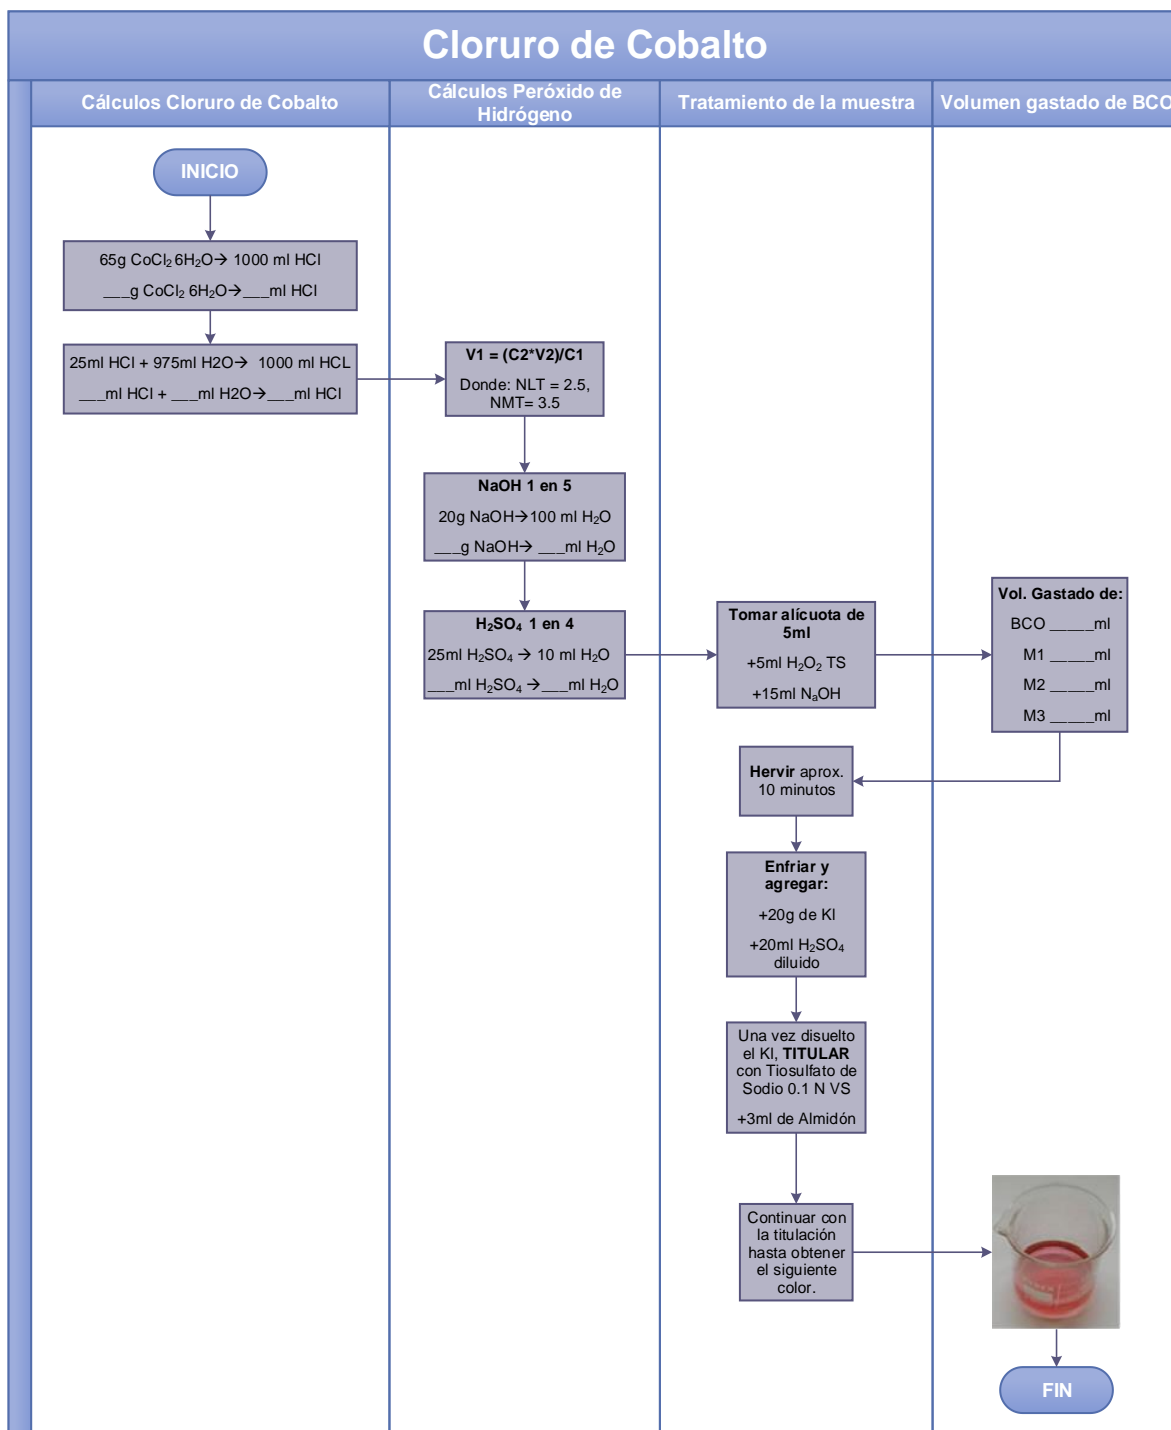 Cloruro de Cobalto
Cálculos Cloruro de Cobalto
Cálculos Peróxido de
Hidrógeno
Tratamiento de la muestra
Volumen gastado de BCO
INICIO
65g CoCl₂ 6H₂O→ 1000 ml HCl
___g CoCl₂ 6H₂O→___ml HCl
25ml HCl + 975ml H2O→ 1000 ml HCL
___ml HCl + ___ml H2O→___ml HCl
V1 = (C2*V2)/C1
Donde: NLT = 2.5,
NMT= 3.5
NaOH 1 en 5
20g NaOH→100 ml H₂O
___g NaOH→ ___ml H₂O
H₂SO₄ 1 en 4
25ml H₂SO₄ → 10 ml H₂O
___ml H₂SO₄ →___ml H₂O
Tomar alícuota de
5ml
+5ml H₂O₂ TS
+15ml NₐOH
Vol. Gastado de:
BCO _____ml
M1 _____ml
M2 _____ml
M3 _____ml
Hervir aprox.
10 minutos
Enfriar y
agregar:
+20g de KI
+20ml H₂SO₄
diluido
Una vez disuelto
el KI, TITULAR
con Tiosulfato de
Sodio 0.1 N VS
+3ml de Almidón
Continuar con
la titulación
hasta obtener
el siguiente
color.
FIN